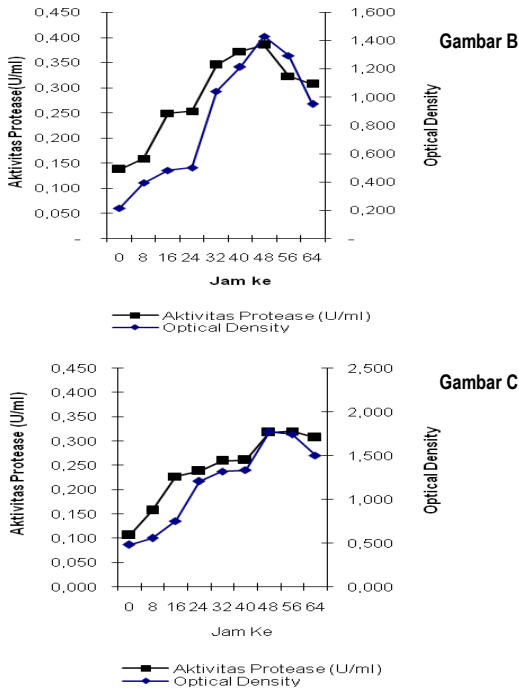 Gambar B
Aktivitas Protease(U/ml)
0,450
0,400
0,350
0,300
0,250
0,200
0,150
0,100
0,050
-
1,600
1,400
1,200
1,000
0,800
0,600
0,400
0,200
-
Optical Density
0 8 16 24 32 40 48 56 64
Jam ke
Aktivitas Protease (U/ml)
Optical Density
Gambar C
Aktivitas Protease (U/ml)
0,450
0,400
0,350
0,300
0,250
0,200
0,150
0,100
0,050
0,000
2,500
2,000
1,500
1,000
0,500
0,000
Optical Density
0 8 16 24 32 40 48 56 64
Jam Ke
Aktivitas Protease (U/ml)
Optical Density